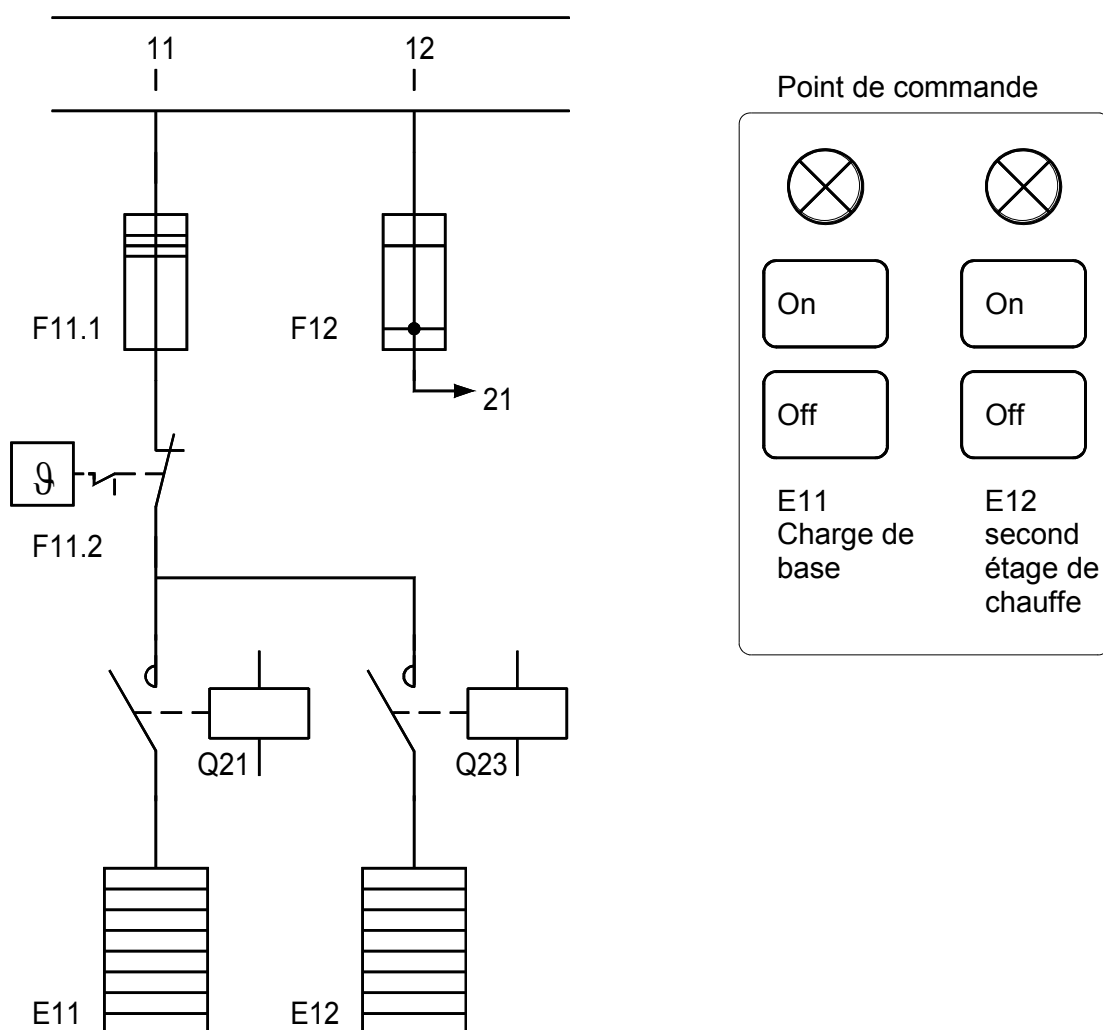 11
12
Point de commande
F11.1
F12
21
On
On
Off
Off
ϑ
F11.2
E11
Charge de
base
E12
second
étage de
chauffe
Q21
Q23
E11
E12